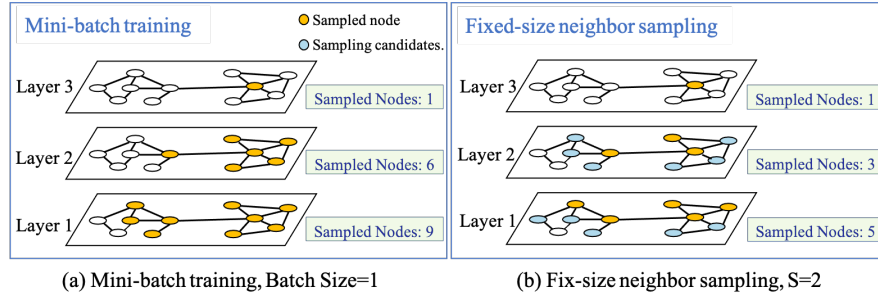 Mini-batch training
Sampled node
Sampling candidates.
Layer 3
Sampled Nodes: 1
Layer 2
Sampled Nodes: 6
Layer 1
Sampled Nodes: 9
(a) Mini-batch training, Batch Size=1
Fixed-size neighbor sampling
Layer 3
Sampled Nodes: 1
Layer 2
Sampled Nodes: 3
Layer 1
Sampled Nodes: 5
(b) Fix-size neighbor sampling, S=2